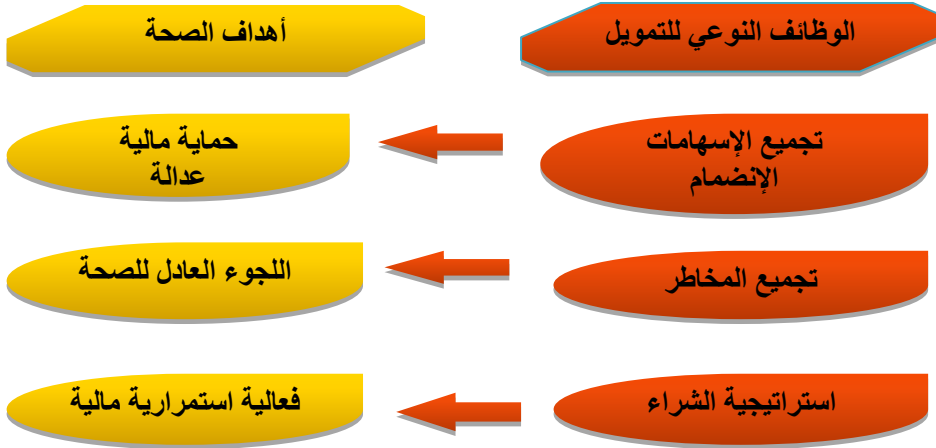 الوظائف النوعي للتمويل
أهداف الصحة
تجميع الإسهامات
الإنضمام
حماية مالية
عدالة
تجميع المخاطر
اللجوء العادل للصحة
استراتيجية الشراء
فعالية استمرارية مالية